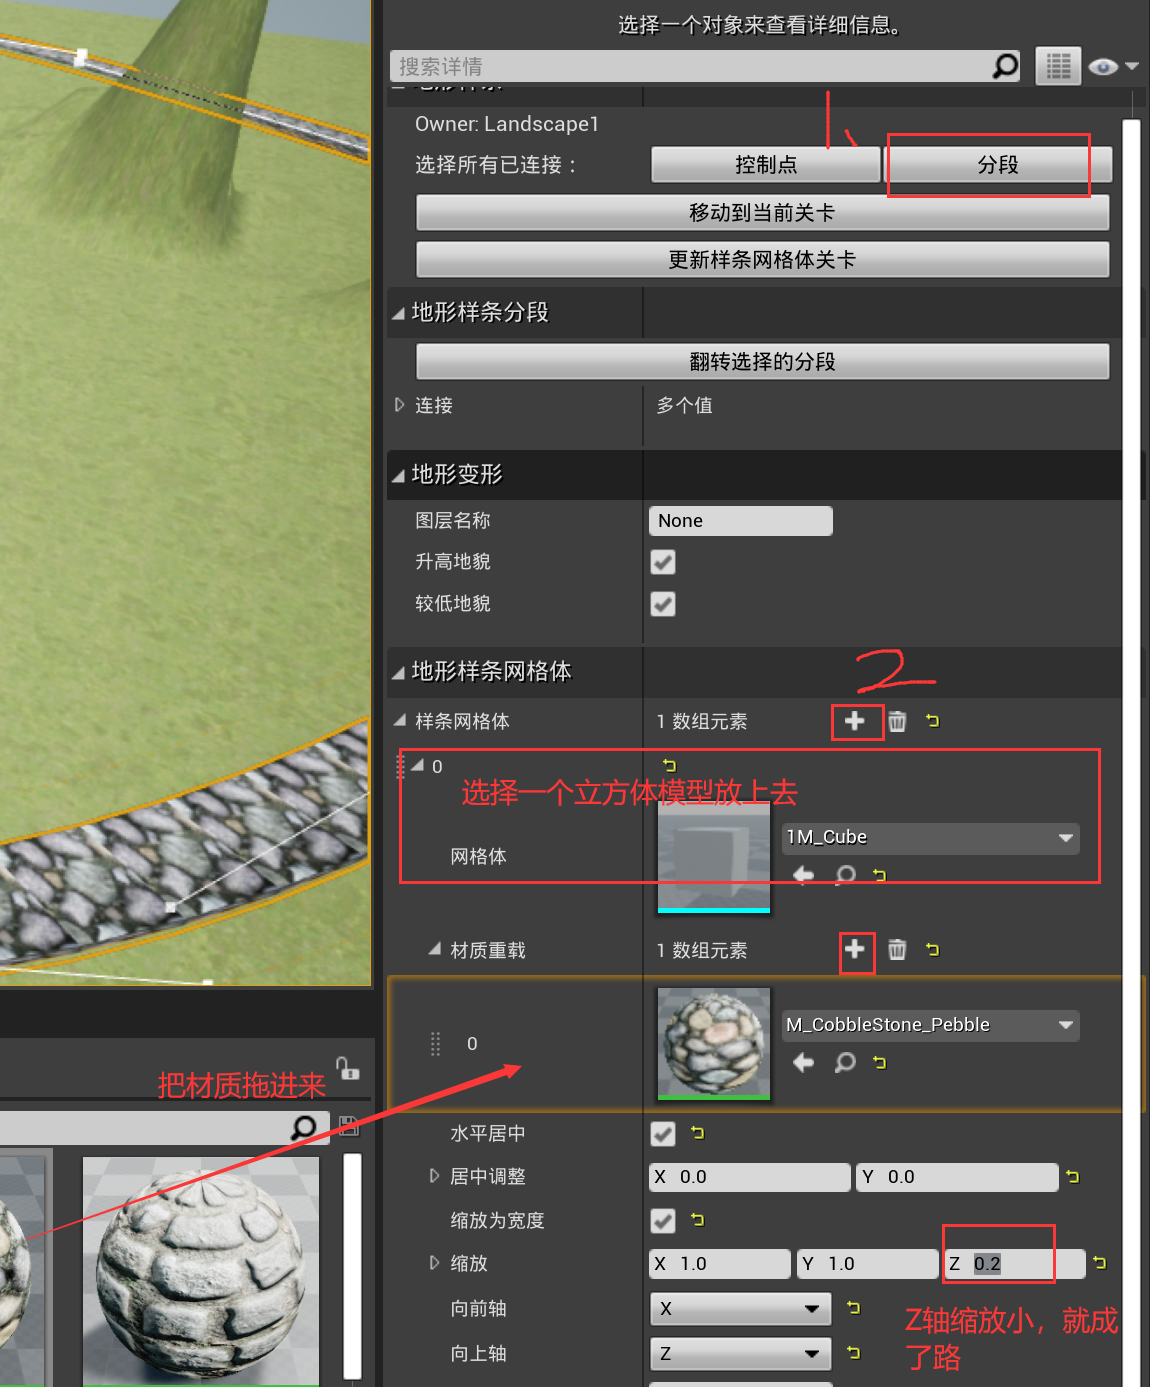 选择一个对象来查看详细信息。
搜索详情
Owner: Landscape1
1、
选择所有已连接： 控制点 分段
移动到当前关卡
更新样条网格体关卡
地形样条分段
翻转选择的分段
连接 多个值
地形变形
图层名称 None
升高地貌
较低地貌
地形样条网格体
2
样条网格体 1 数组元素
0
选择一个立方体模型放上去
网格体 1M_Cube
材质重载 1 数组元素
0 M_CobbleStone_Pebble
把材质拖进来
水平居中
居中调整 X 0.0 Y 0.0
缩放为宽度
缩放 X 1.0 Y 1.0 Z 0.2
向前轴 X
Z轴缩放小，就成
了路
向上轴 Z